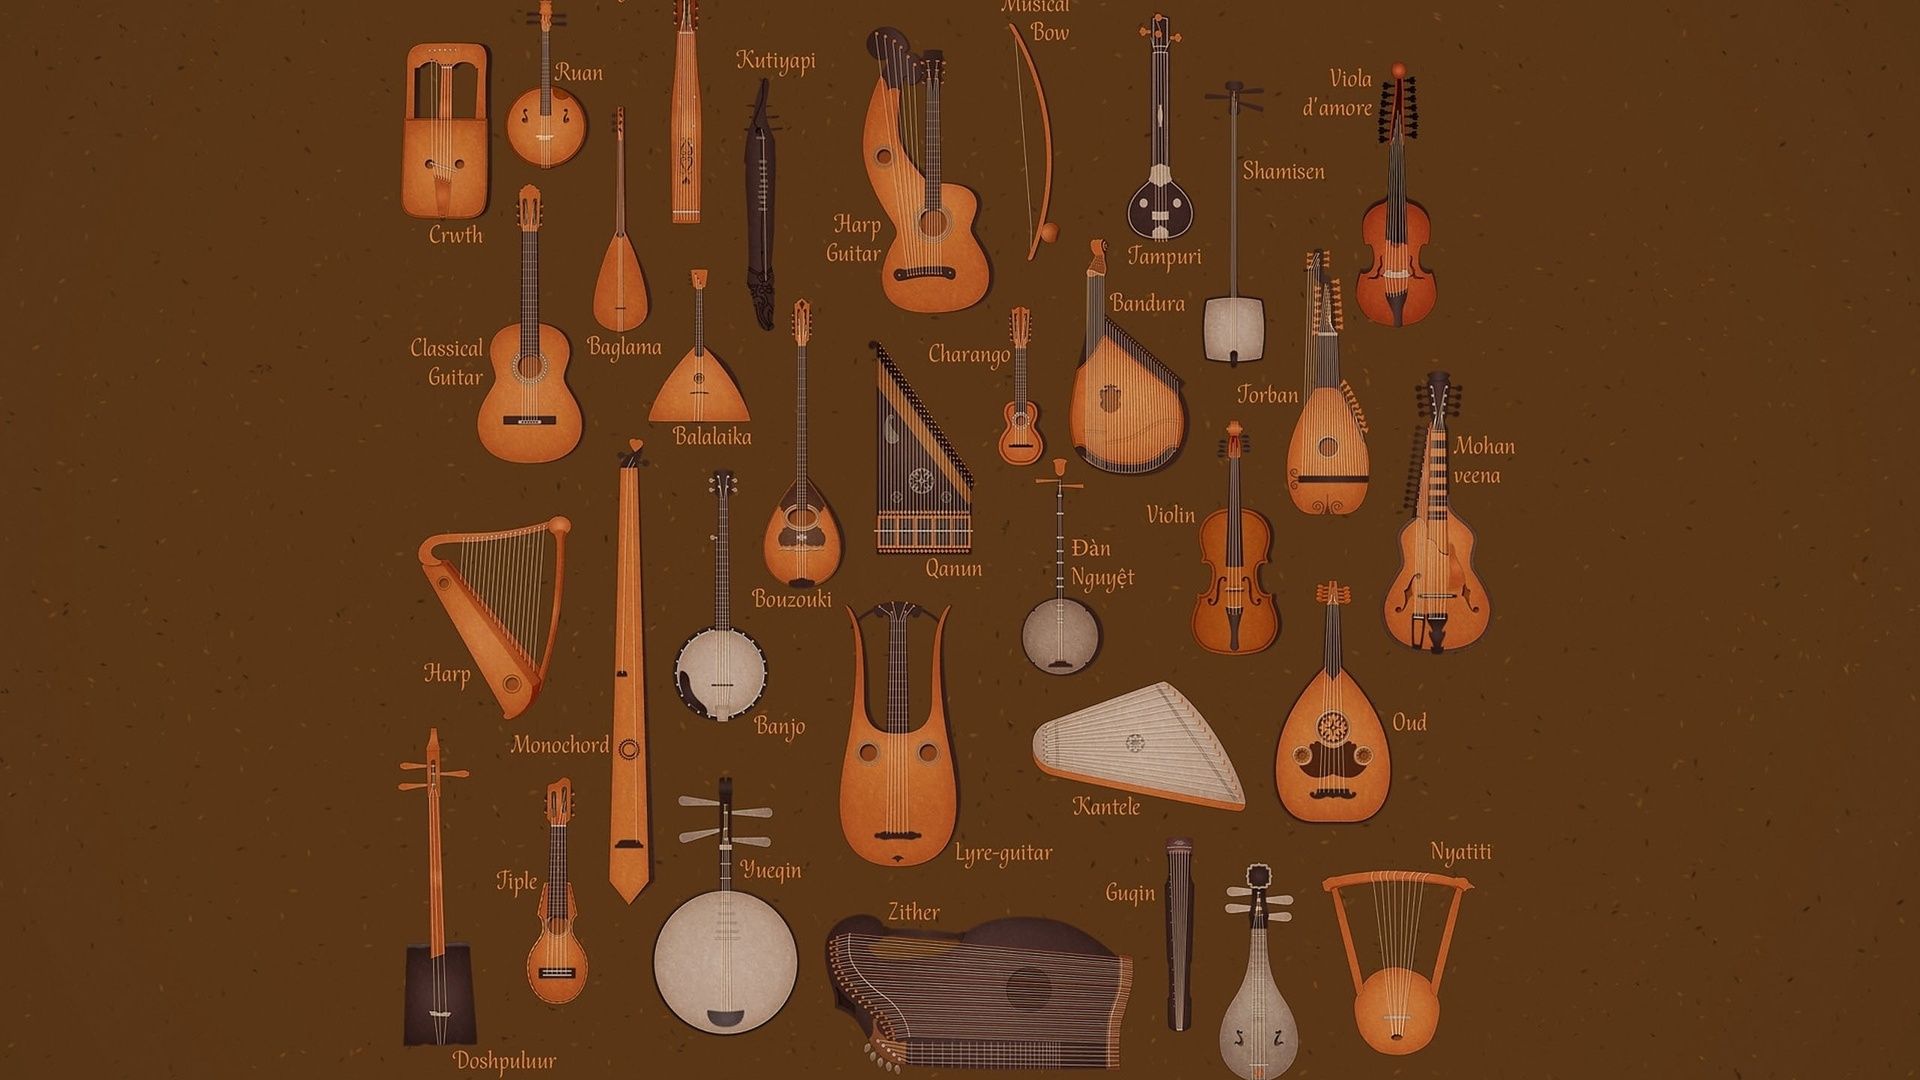 Musical
Bow
Ruan
Kutiyapi
Viola
d'amore
Shamisen
Crwth
Harp
Guitar
Tampuri
Bandura
Classical
Guitar
Baglama
Charango
Torban
Balalaika
Mohan
veena
Violin
Qanun
Đàn
Nguyệt
Bouzouki
Harp
Banjo
Oud
Monochord
Kantele
Lyre-guitar
Nyatiti
Yueqin
Tiple
Guqin
Zither
Doshpuluur